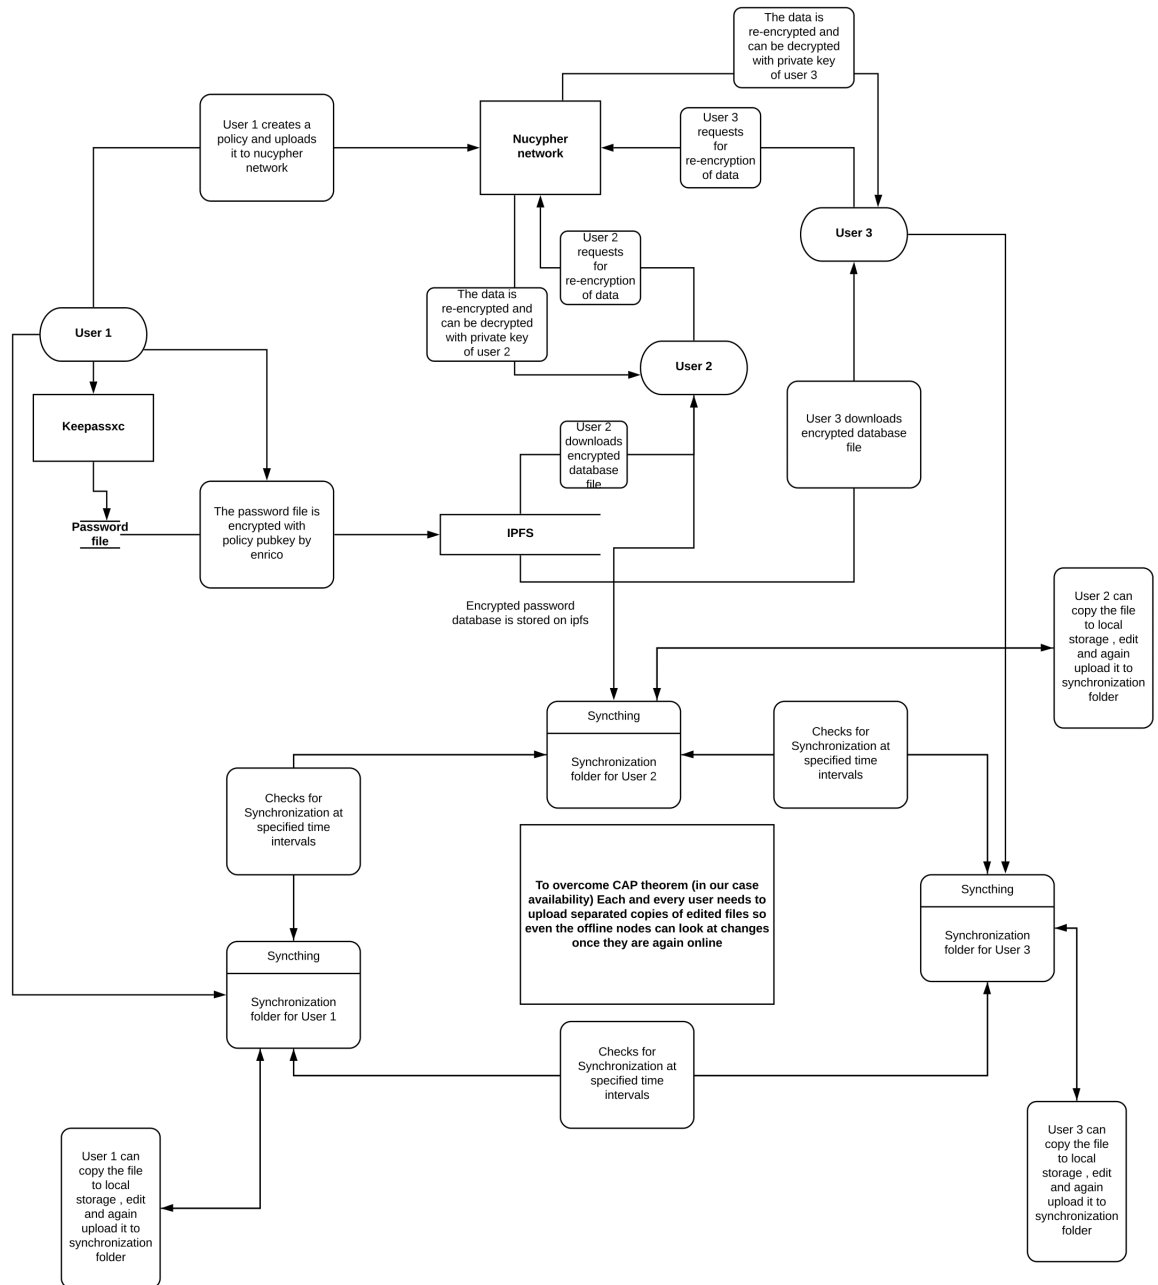 The data is
re-encrypted and
can be decrypted
with private key
of user 3
User 1 creates a
policy and uploads
it to nucypher
network
Nucypher
network
User 3
requests
for
re-encryption
of data
User 3
User 2
requests
for
re-encryption
of data
The data is
re-encrypted and
can be decrypted
with private key
of user 2
User 1
User 2
Keepassxc
User 2
downloads
encrypted
database
file
User 3 downloads
encrypted database
file
Password
file
The password file is
encrypted with
policy pubkey by
enrico
IPFS
Encrypted password
database is stored on ipfs
User 2 can
copy the file
to local
storage , edit
and again
upload it to
synchronization
folder
Syncthing
Synchronization
folder for User 2
Checks for
Synchronization at
specified time
intervals
Checks for
Synchronization at
specified time
intervals
To overcome CAP theorem (in our case
availability) Each and every user needs to
upload separated copies of edited files so
even the offline nodes can look at changes
once they are again online
Syncthing
Synchronization
folder for User 3
Syncthing
Synchronization
folder for User 1
Checks for
Synchronization at
specified time
intervals
User 1 can
copy the file
to local
storage , edit
and again
upload it to
synchronization
folder
User 3 can
copy the file
to local
storage , edit
and again
upload it to
synchronization
folder